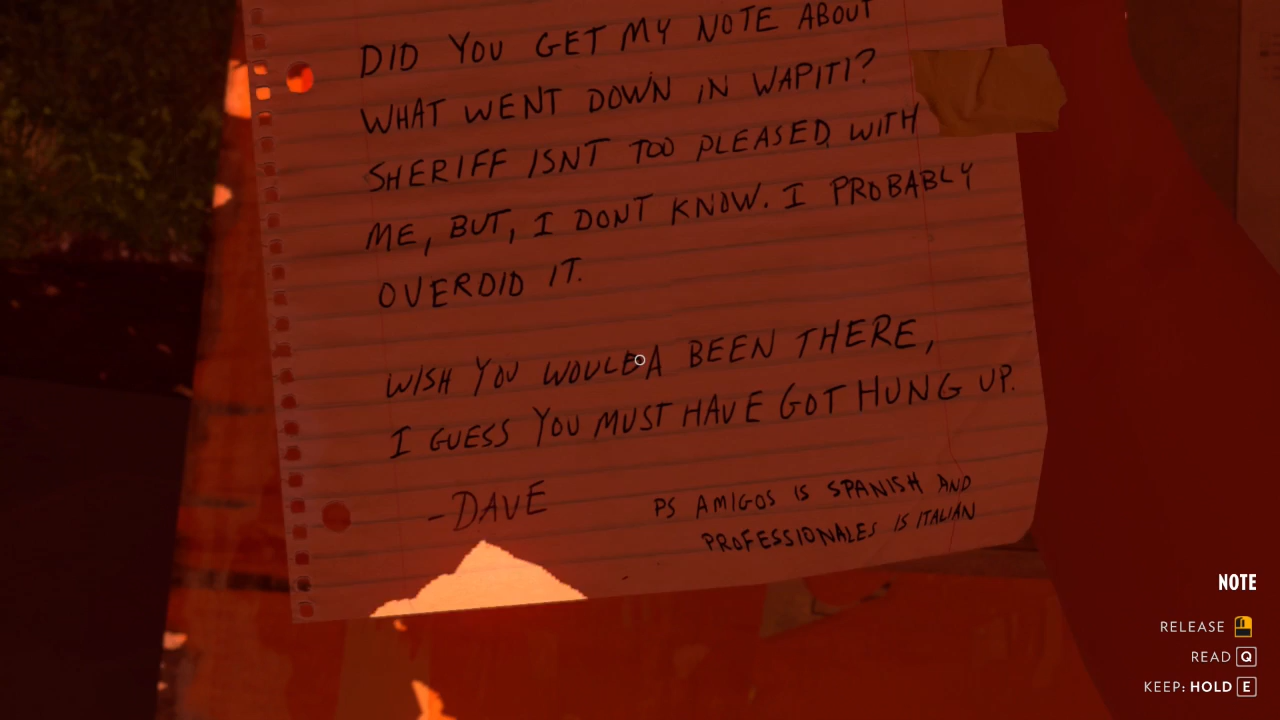 DID YOU GET MY NOTE ABOUT
WHAT WENT DOWN IN WAPITI?
SHERIFF ISNT TOO PLEASED WITH
ME, BUT, I DONT KNOW. I PROBABLY
OVERDID IT.
WISH YOU WOULDA BEEN THERE,
I GUESS YOU MUST HAVE GOT HUNG UP.
-DAVE
PS AMIGOS IS SPANISH AND
PROFESSIONALES IS ITALIAN
NOTE
RELEASE
READ Q
KEEP: HOLD E